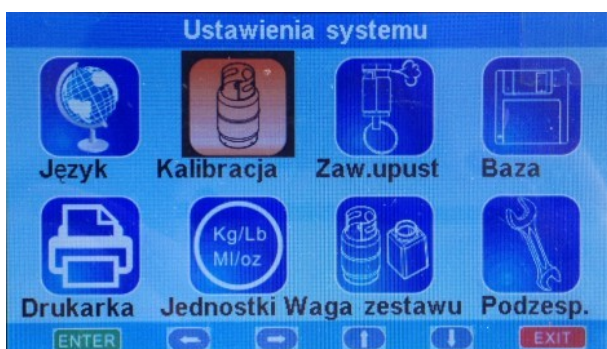 Ustawienia systemu
Język Kalibracja Zaw.upust Baza
Kg/Lb
Ml/oz
Drukarka Jednostki Waga zestawu Podzesp.
ENTER EXIT